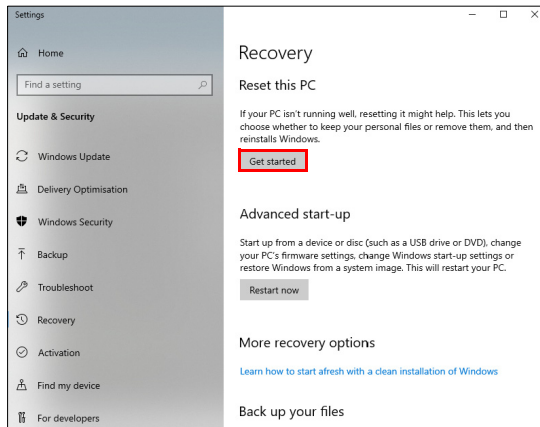 Settings
Home
Find a setting
Update & Security
Windows Update
Delivery Optimisation
Windows Security
Backup
Troubleshoot
Recovery
Activation
Find my device
For developers
Recovery
Reset this PC
If your PC isn't running well, resetting it might help. This lets you
choose whether to keep your personal files or remove them, and then
reinstalls Windows.
Get started
Advanced start-up
Start up from a device or disc (such as a USB drive or DVD), change
your PC's firmware settings, change Windows start-up settings or
restore Windows from a system image. This will restart your PC.
Restart now
More recovery options
Learn how to start afresh with a clean installation of Windows
Back up your files